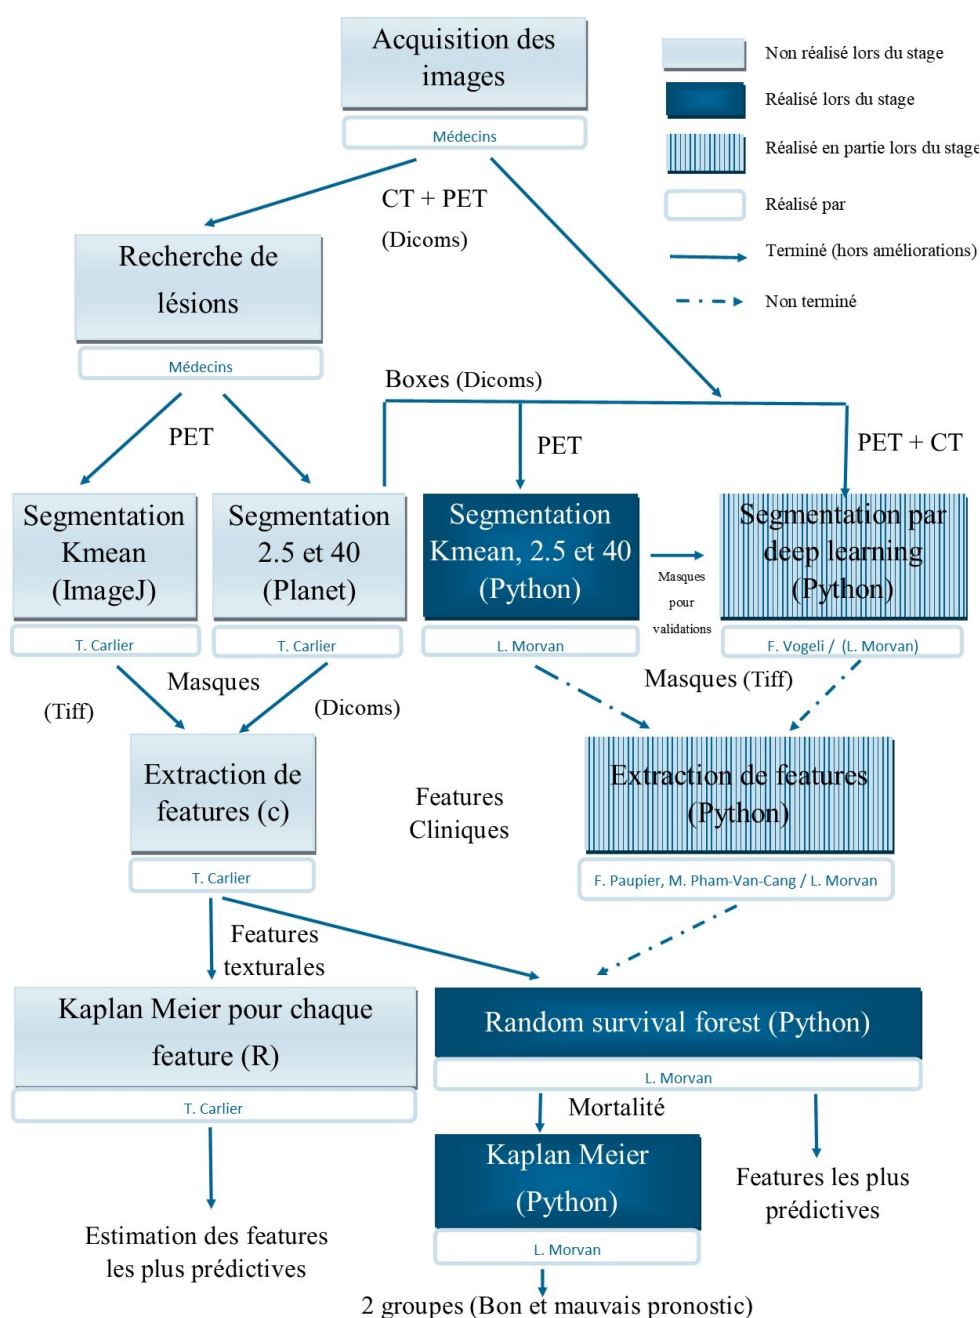 Acquisition des
images
Médecins
Non réalisé lors du stage
Réalisé lors du stage
Réalisé en partie lors du stage
Réalisé par
Terminé (hors améliorations)
Non terminé
CT + PET
(Dicoms)
Recherche de
lésions
Médecins
Boxes (Dicoms)
PET
PET
PET + CT
Segmentation
Kmean
(ImageJ)
T. Carlier
Segmentation
2.5 et 40
(Planet)
T. Carlier
Segmentation
Kmean, 2.5 et 40
(Python)
L. Morvan
Masques
pour
validations
Segmentation par
deep learning
(Python)
F. Vogeli / (L. Morvan)
Masques
(Tiff)
(Dicoms)
Masques (Tiff)
Extraction de
features (c)
T. Carlier
Features
Cliniques
Extraction de features
(Python)
F. Paupier, M. Pham-Van-Cang / L. Morvan
Features
texturales
Kaplan Meier pour chaque
feature (R)
T. Carlier
Random survival forest (Python)
L. Morvan
Mortalité
Kaplan Meier
(Python)
L. Morvan
Features les plus
prédictives
Estimation des features
les plus prédictives
2 groupes (Bon et mauvais pronostic)